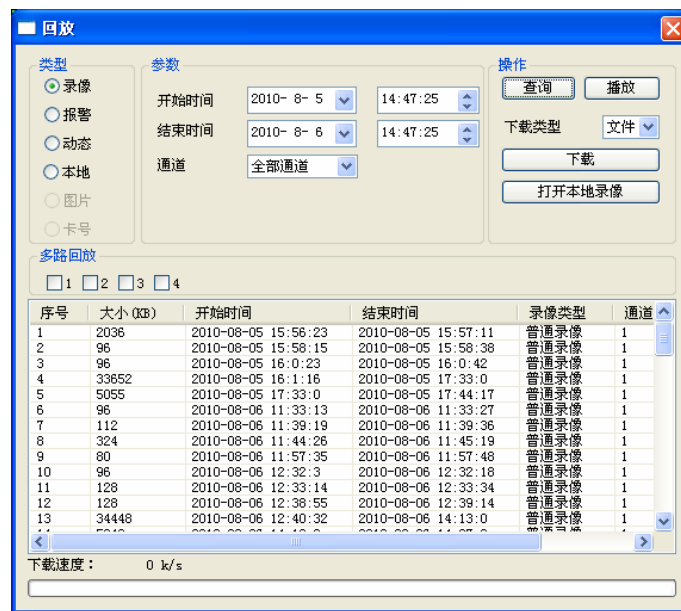 回放
类型
录像
报警
动态
本地
图片
卡号
参数
开始时间 2010- 8- 5 14:47:25
结束时间 2010- 8- 6 14:47:25
通道 全部通道
操作
查询 播放
下载类型 文件
下载
打开本地录像
多路回放
1 2 3 4
序号 大小(KB) 开始时间 结束时间 录像类型 通道
1 2036 2010-08-05 15:56:23 2010-08-05 15:57:11 普通录像 1
2 96 2010-08-05 15:58:15 2010-08-05 15:58:38 普通录像 1
3 96 2010-08-05 16:0:23 2010-08-05 16:0:42 普通录像 1
4 33652 2010-08-05 16:1:16 2010-08-05 17:33:0 普通录像 1
5 5055 2010-08-05 17:33:0 2010-08-05 17:44:17 普通录像 1
6 96 2010-08-06 11:33:13 2010-08-06 11:33:27 普通录像 1
7 112 2010-08-06 11:39:19 2010-08-06 11:39:36 普通录像 1
8 324 2010-08-06 11:44:26 2010-08-06 11:45:19 普通录像 1
9 80 2010-08-06 11:57:35 2010-08-06 11:57:48 普通录像 1
10 96 2010-08-06 12:32:3 2010-08-06 12:32:18 普通录像 1
11 128 2010-08-06 12:33:14 2010-08-06 12:33:34 普通录像 1
12 128 2010-08-06 12:38:55 2010-08-06 12:39:14 普通录像 1
13 34448 2010-08-06 12:40:32 2010-08-06 14:13:0 普通录像 1
下载速度： 0 k/s